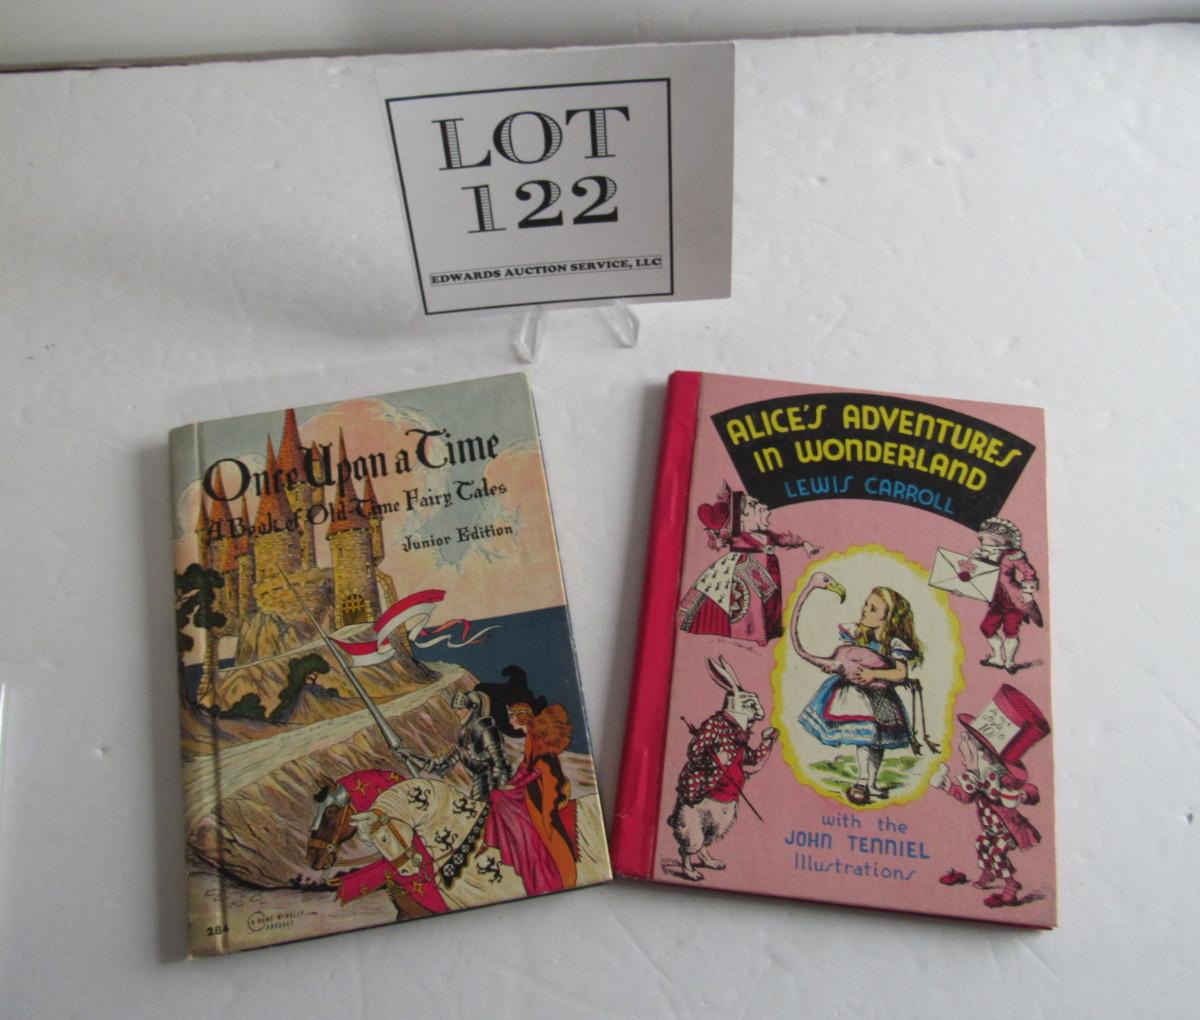 LOT
122
EDWARDS AUCTION SERVICE, LLC
Once Upon a Time
A Book of Old-Time Fairy Tales
Junior Edition
284
PRODUCT
ALICE'S ADVENTURES
IN WONDERLAND
LEWIS CARROLL
with the
JOHN TENNIEL
Illustrations